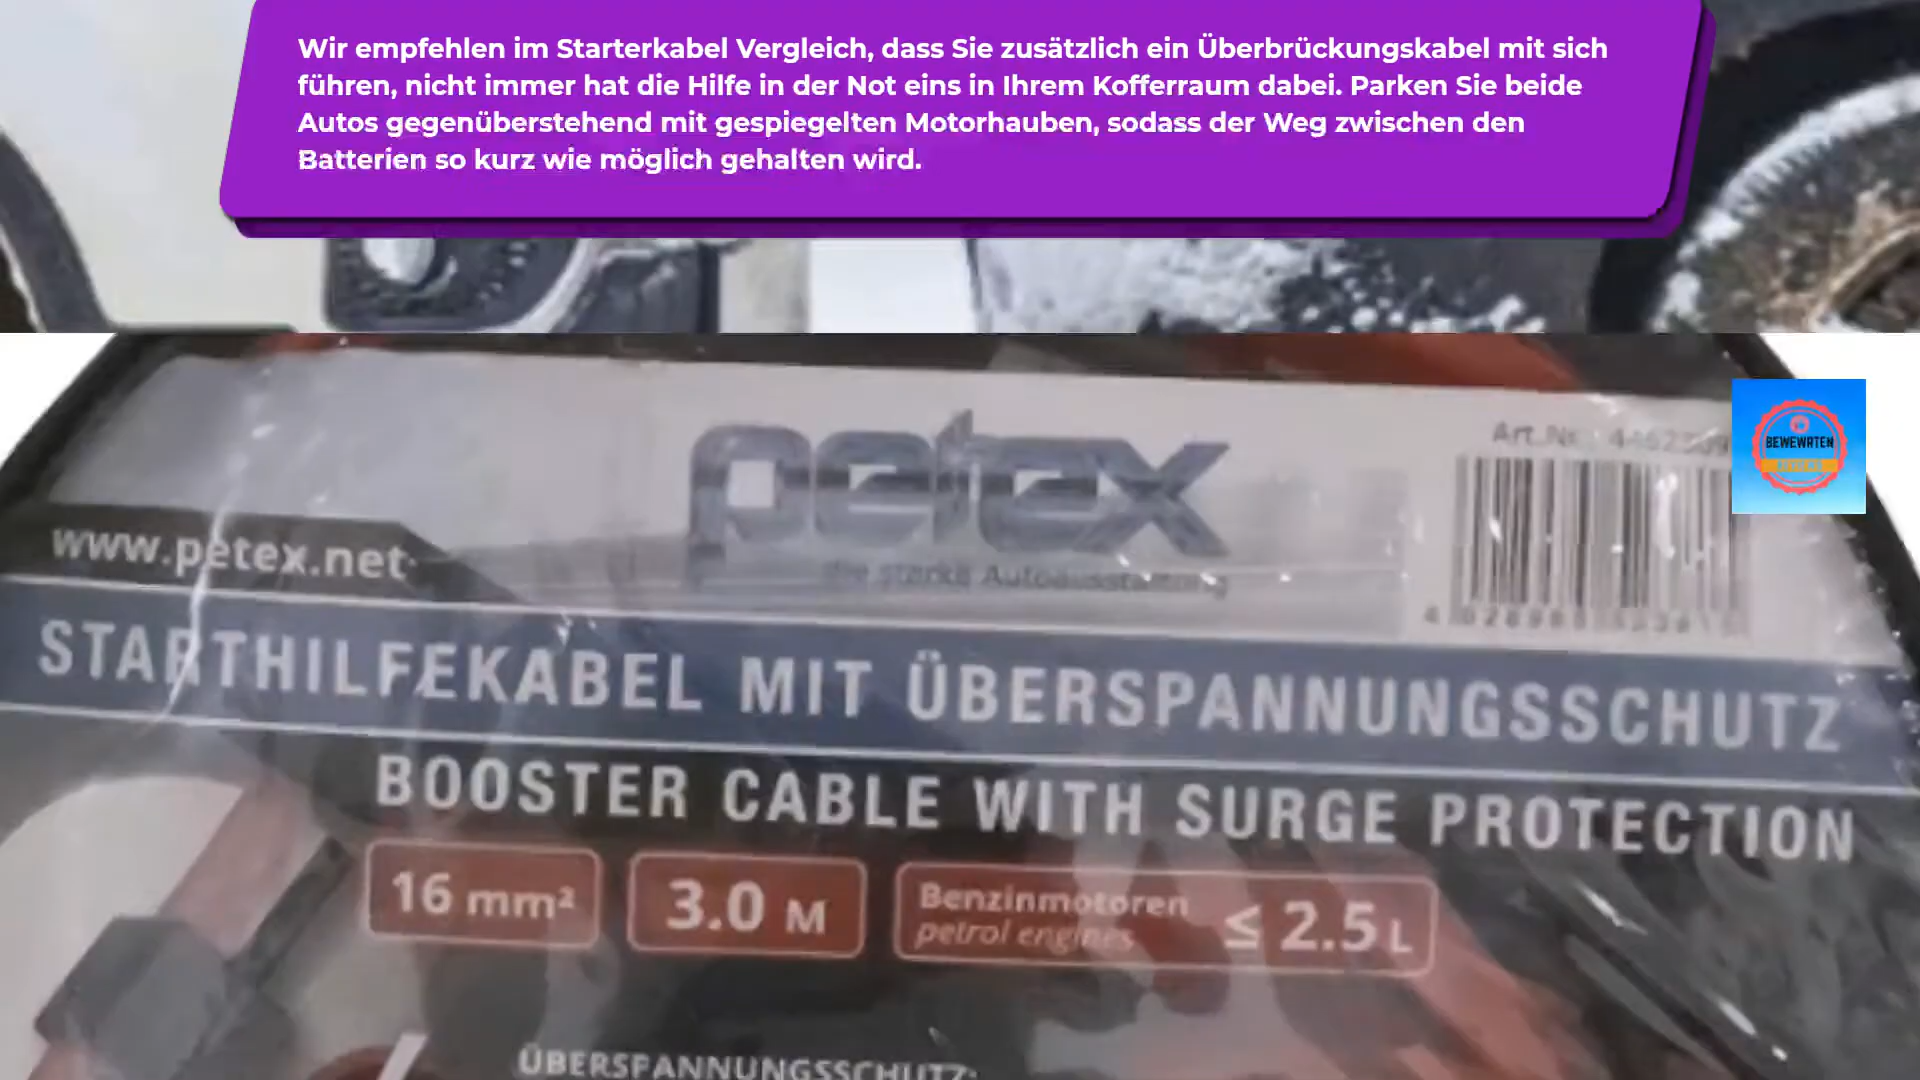 Wir empfehlen im Starterkabel Vergleich, dass Sie zusätzlich ein Überbrückungskabel mit sich
führen, nicht immer hat die Hilfe in der Not eins in Ihrem Kofferraum dabei. Parken Sie beide
Autos gegenüberstehend mit gespiegelten Motorhauben, sodass der Weg zwischen den
Batterien so kurz wie möglich gehalten wird.
petex
die starke Autoausstattung
Art.Nr.
BEWEWRTEN
www.petex.net
STARTHILFEKABEL MIT ÜBERSPANNUNGSSCHUTZ
BOOSTER CABLE WITH SURGE PROTECTION
16 mm²
3.0 M
Benzinmotoren
petrol engines
≤ 2.5 L
ÜBERSPANNUNGSSCHUTZ: